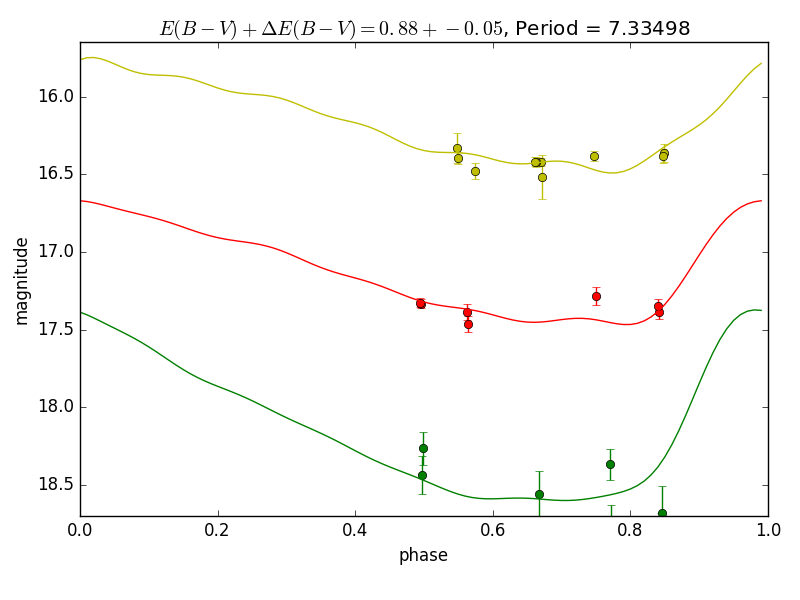 E(B − V) + ΔE(B − V) = 0.88 + −0.05, Period = 7.33498
16.0
16.5
17.0
17.5
18.0
18.5
magnitude
0.0 0.2 0.4 0.6 0.8 1.0
phase